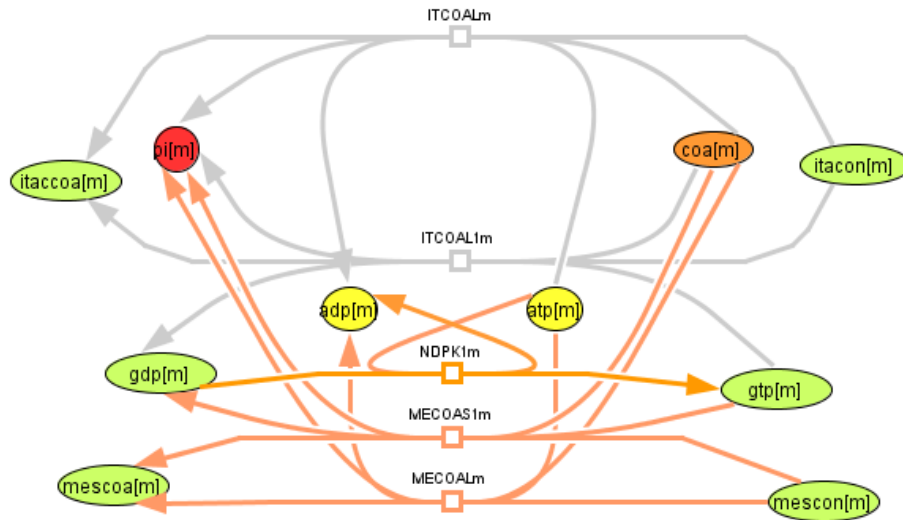 ITCOALm
pi[m]
coa[m]
itaccoa[m]
itacon[m]
ITCOAL1m
adp[m]
atp[m]
NDPK1m
gdp[m]
gtp[m]
MECOAS1m
MECOALm
mescoa[m]
mescon[m]